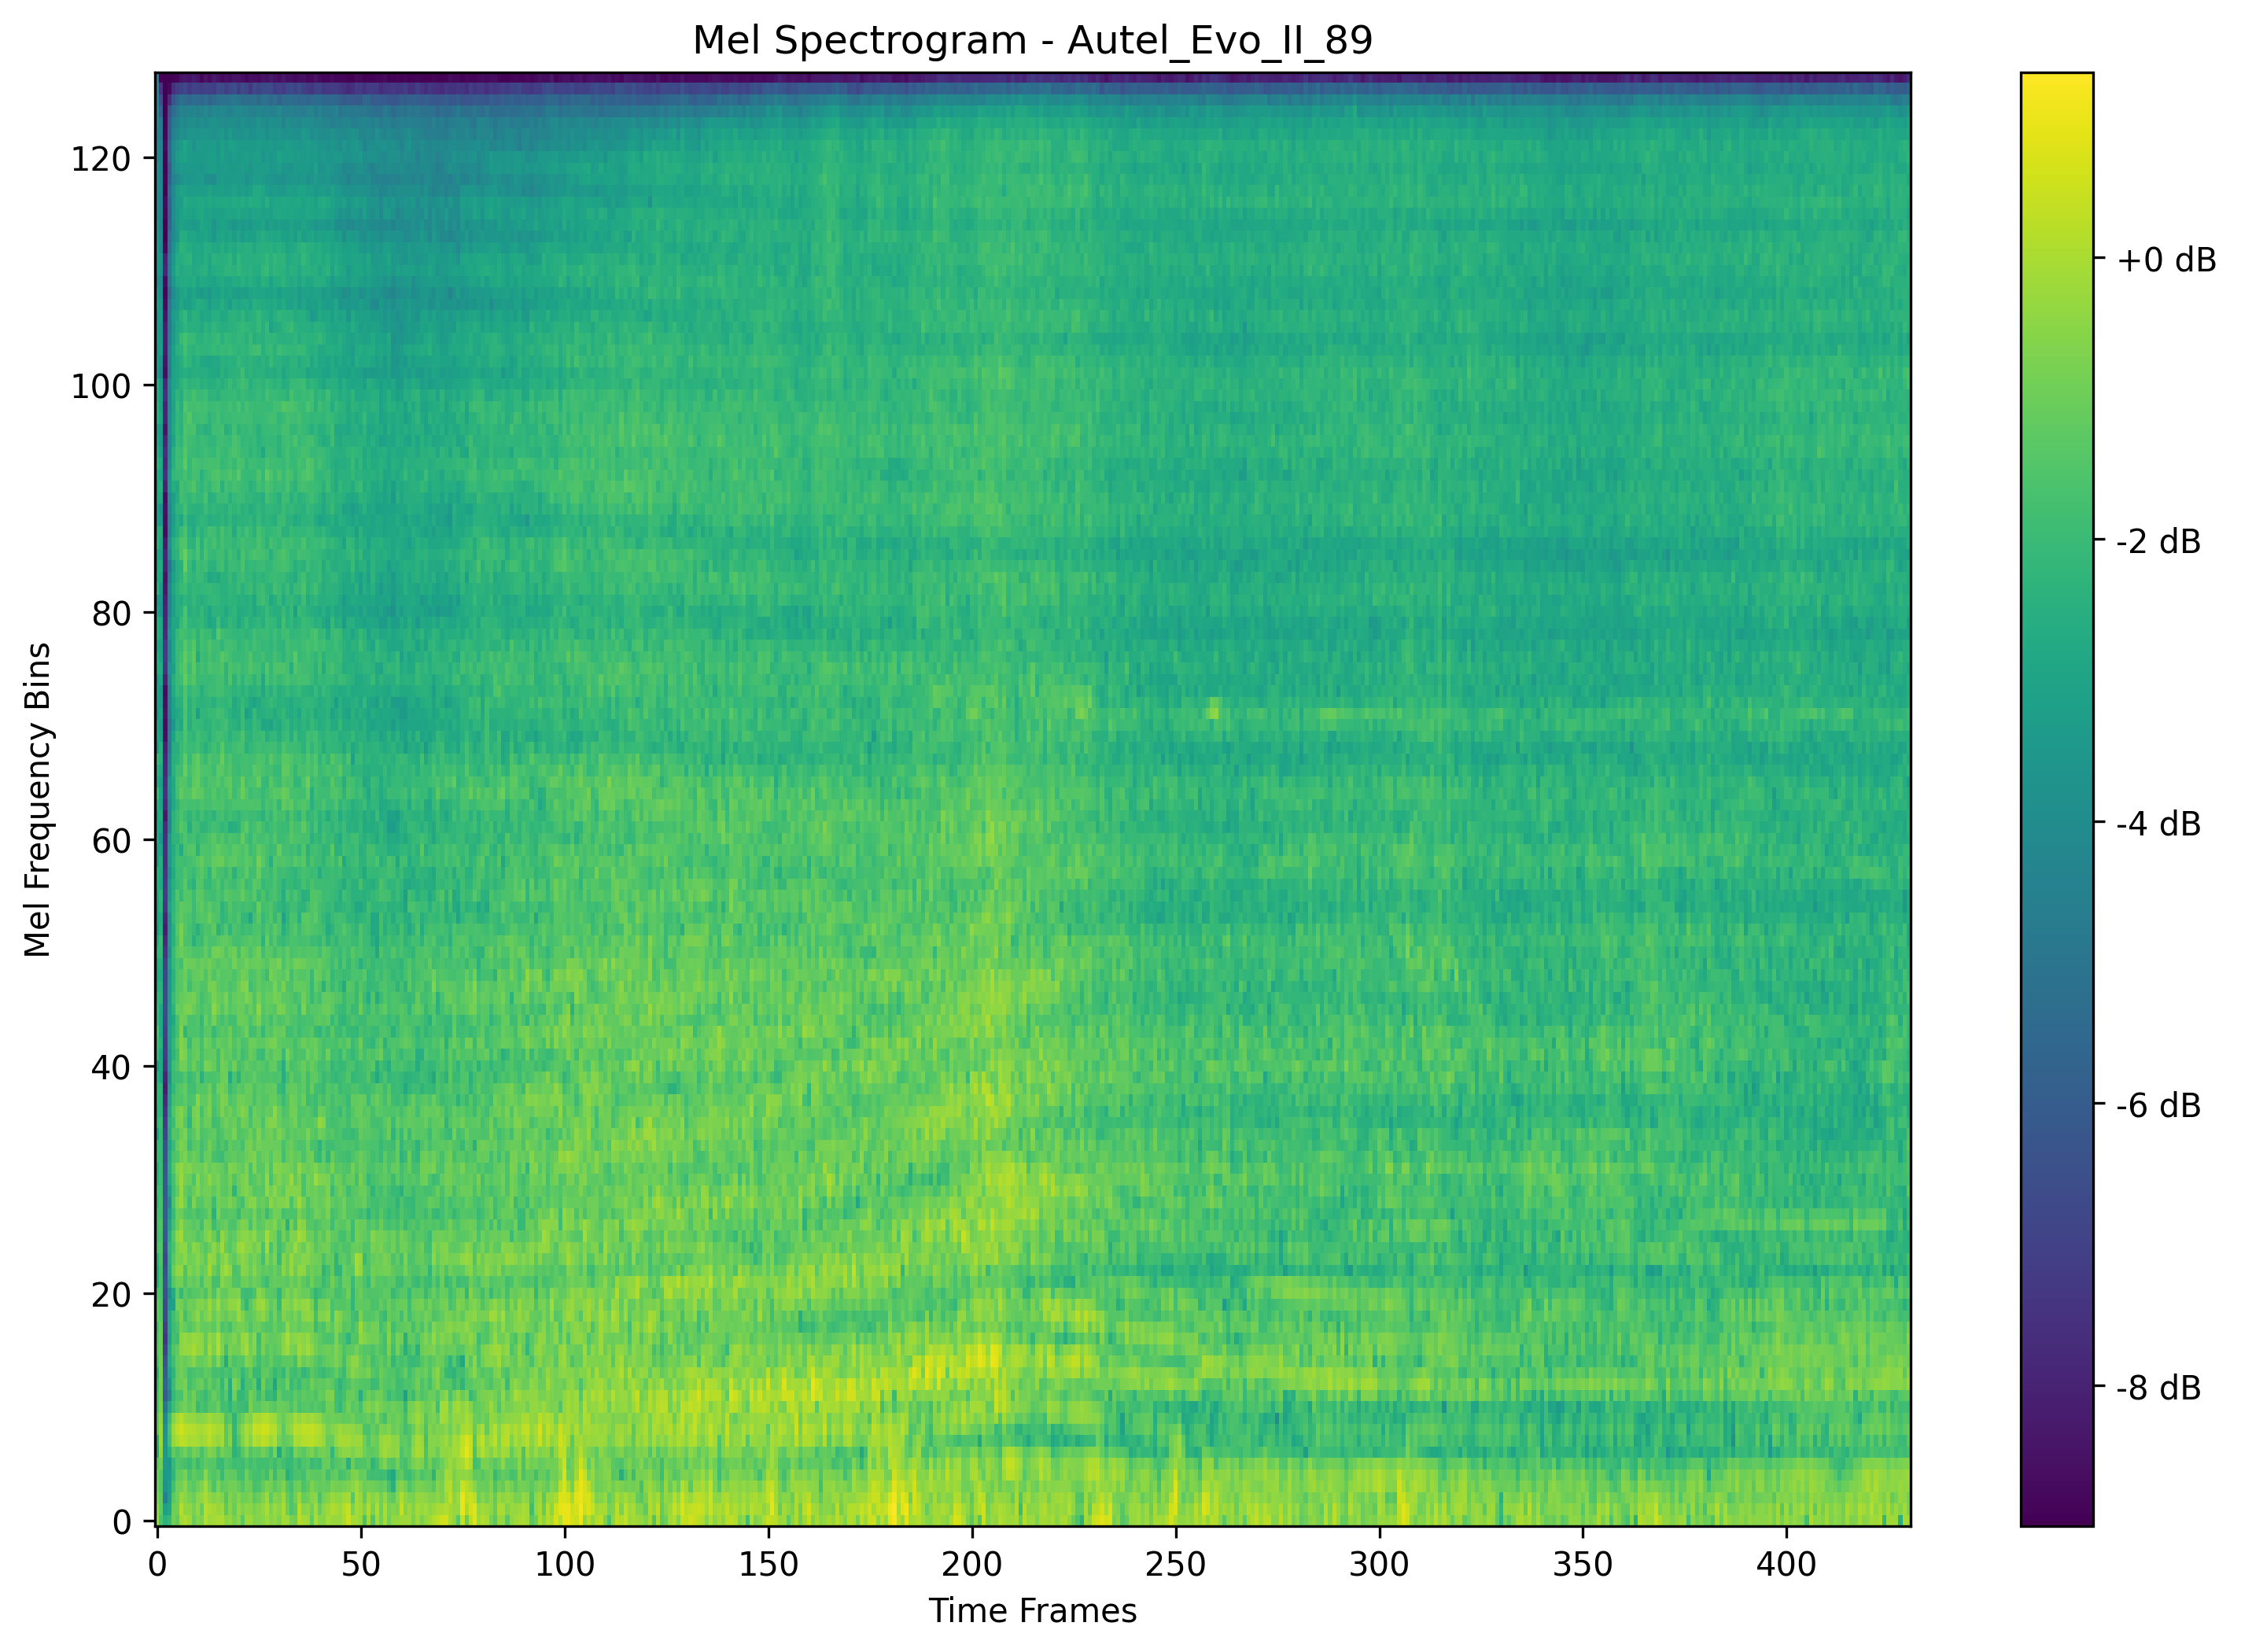 Mel Spectrogram - Autel_Evo_II_89
Mel Frequency Bins
120
100
80
60
40
20
0
0 50 100 150 200 250 300 350 400
Time Frames
+0 dB
-2 dB
-4 dB
-6 dB
-8 dB